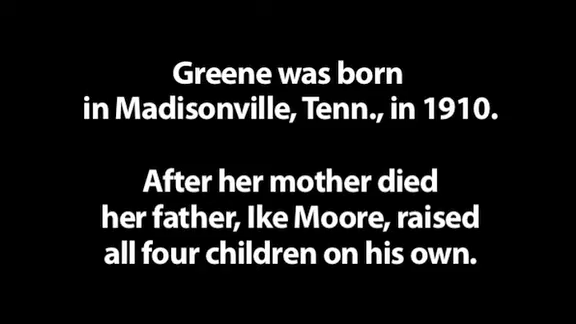 Greene was born
in Madisonville, Tenn., in 1910.
After her mother died
her father, Ike Moore, raised
all four children on his own.